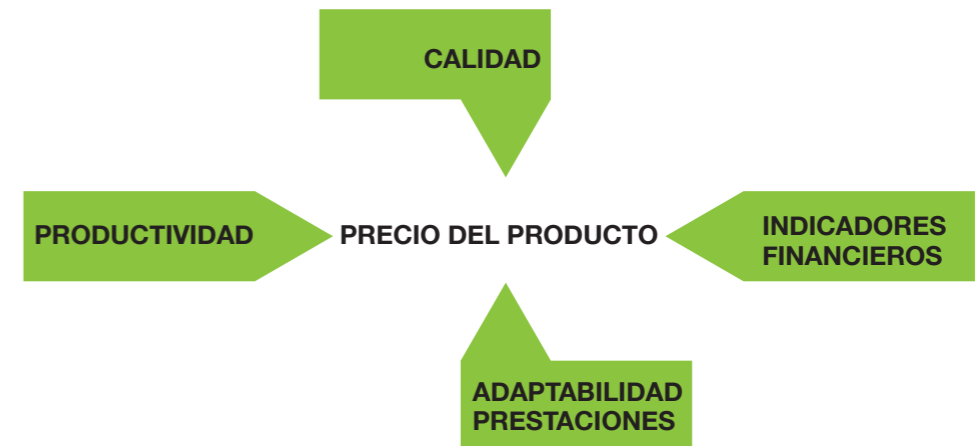 CALIDAD
PRODUCTIVIDAD
PRECIO DEL PRODUCTO
INDICADORES
FINANCIEROS
ADAPTABILIDAD
PRESTACIONES